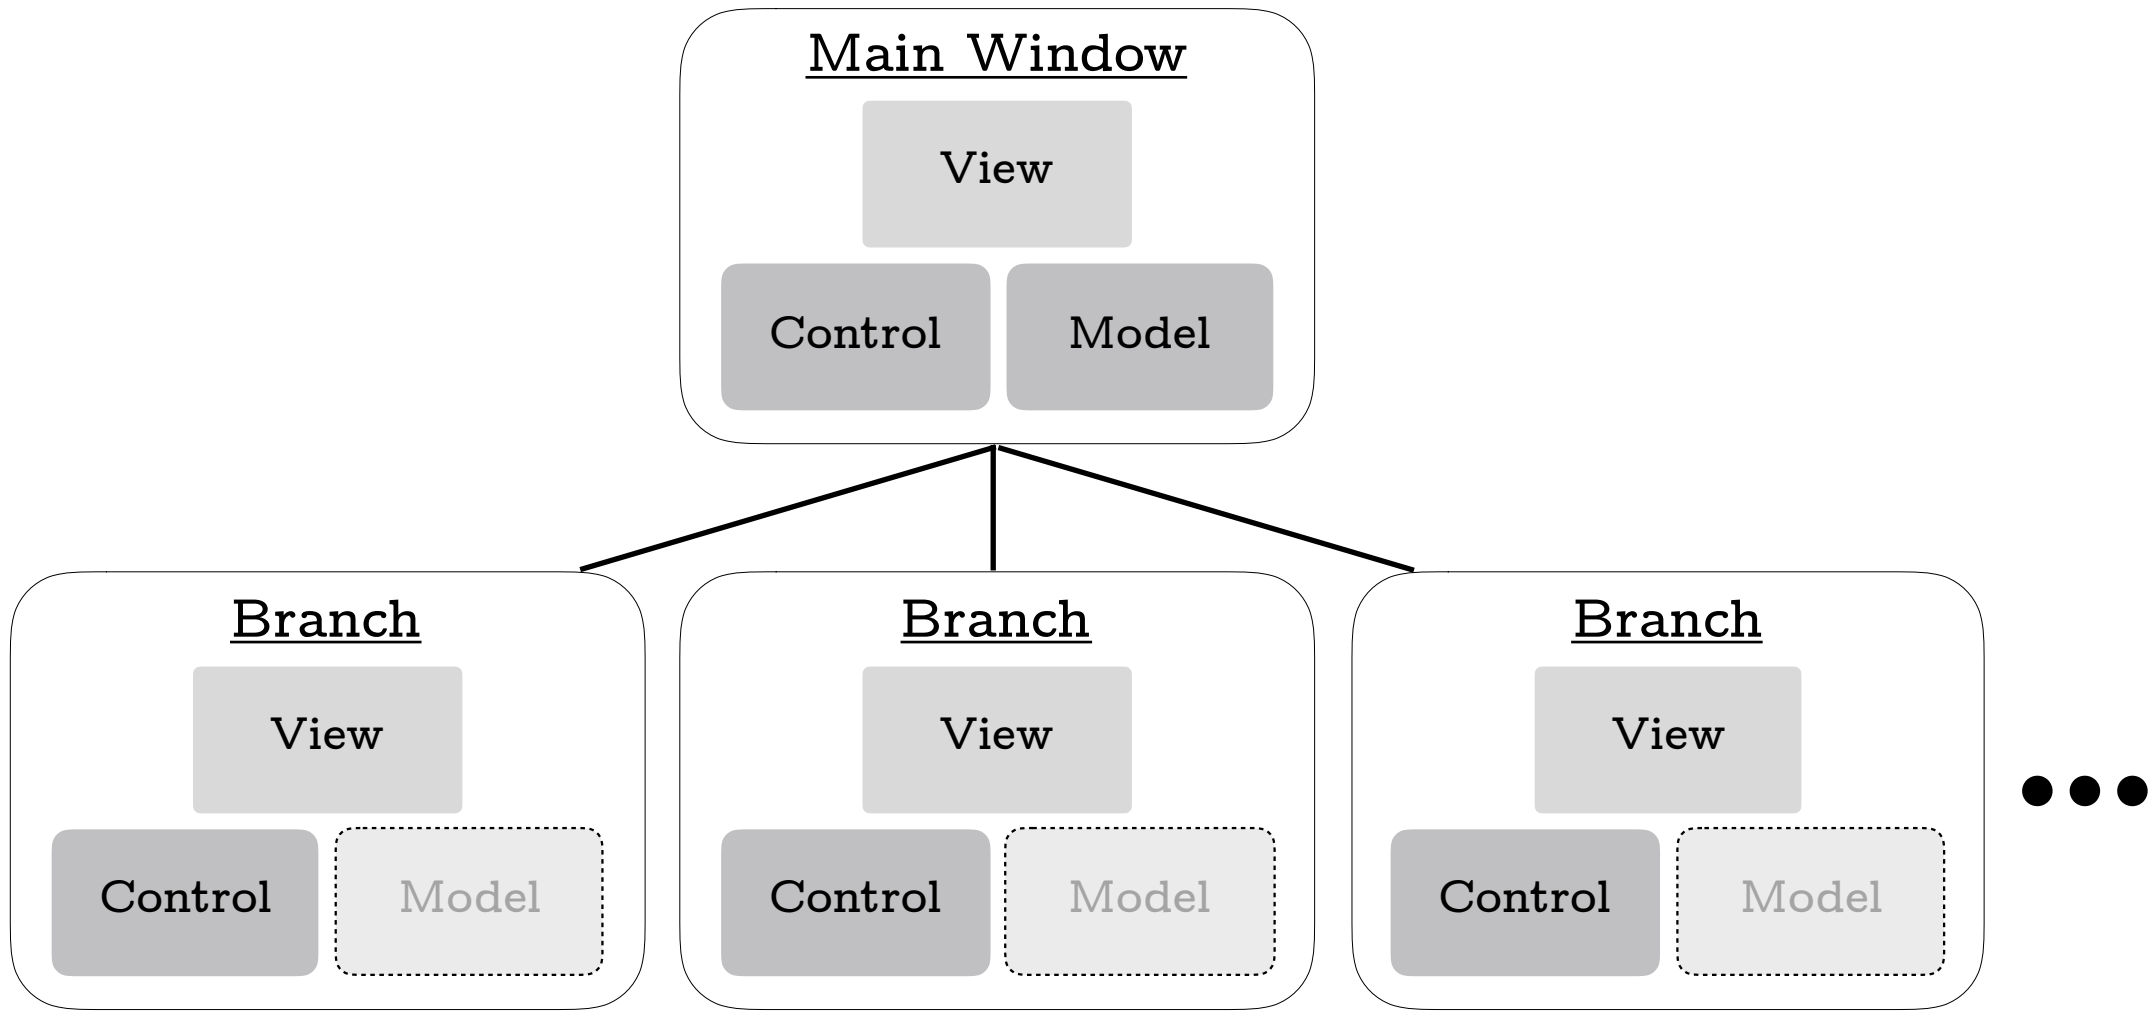 Main Window
View
Control Model
Branch Branch Branch
View View View
Control Model Control Model Control Model